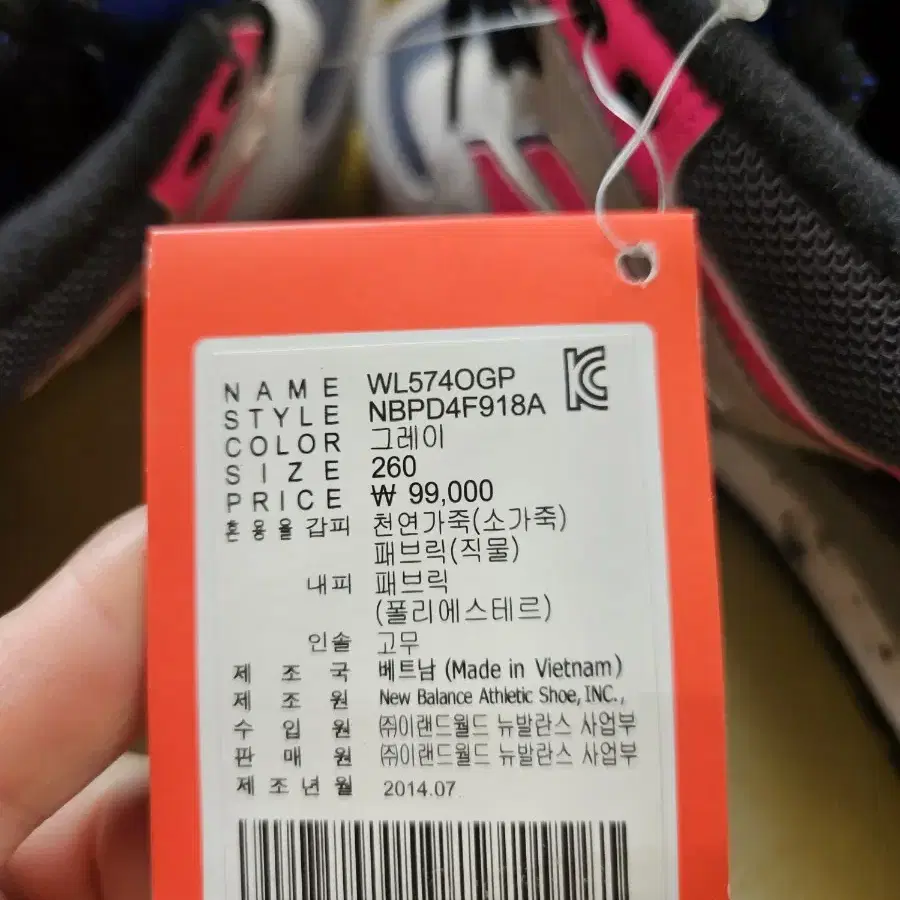 NAME WL574OGP
STYLE NBPD4F918A
COLOR 그레이
SIZE 260
PRICE ₩ 99,000
혼용율 갑피 천연가죽(소가죽)
패브릭(직물)
내피 패브릭
(폴리에스테르)
인솔 고무
제조국 베트남 (Made in Vietnam)
제조원 New Balance Athletic Shoe, INC.,
수입원 ㈜이랜드월드 뉴발란스 사업부
판매원 ㈜이랜드월드 뉴발란스 사업부
제조년월 2014.07